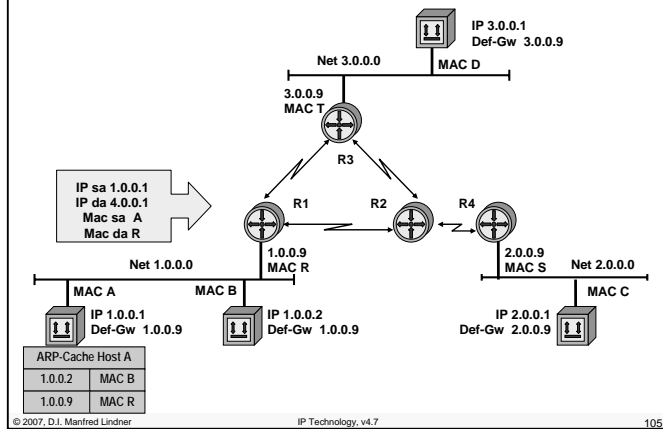 IP 3.0.0.1
Def-Gw 3.0.0.9
Net 3.0.0.0
MAC D
3.0.0.9
MAC T
R3
IP sa 1.0.0.1
IP da 4.0.0.1
Mac sa A
Mac da R
R1
R2
R4
1.0.0.9
MAC R
2.0.0.9
MAC S
Net 1.0.0.0
Net 2.0.0.0
MAC A
MAC B
MAC C
IP 1.0.0.1
Def-Gw 1.0.0.9
IP 1.0.0.2
Def-Gw 1.0.0.9
IP 2.0.0.1
Def-Gw 2.0.0.9
ARP-Cache Host A
1.0.0.2 MAC B
1.0.0.9 MAC R
© 2007, D.I. Manfred Lindner IP Technology, v4.7 105